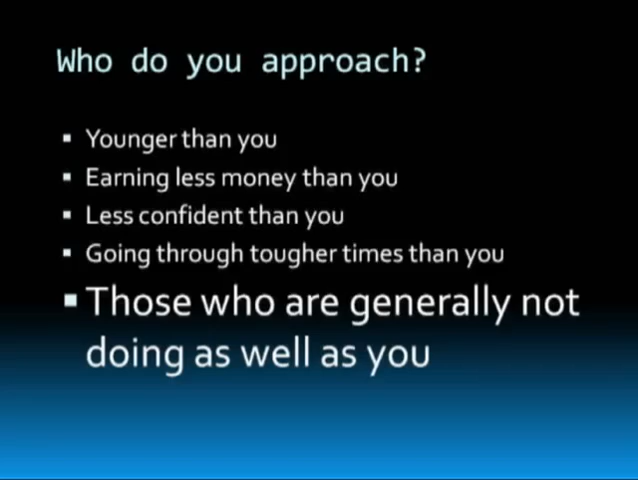 Who do you approach?
▪ Younger than you
▪ Earning less money than you
▪ Less confident than you
▪ Going through tougher times than you
▪ Those who are generally not
doing as well as you